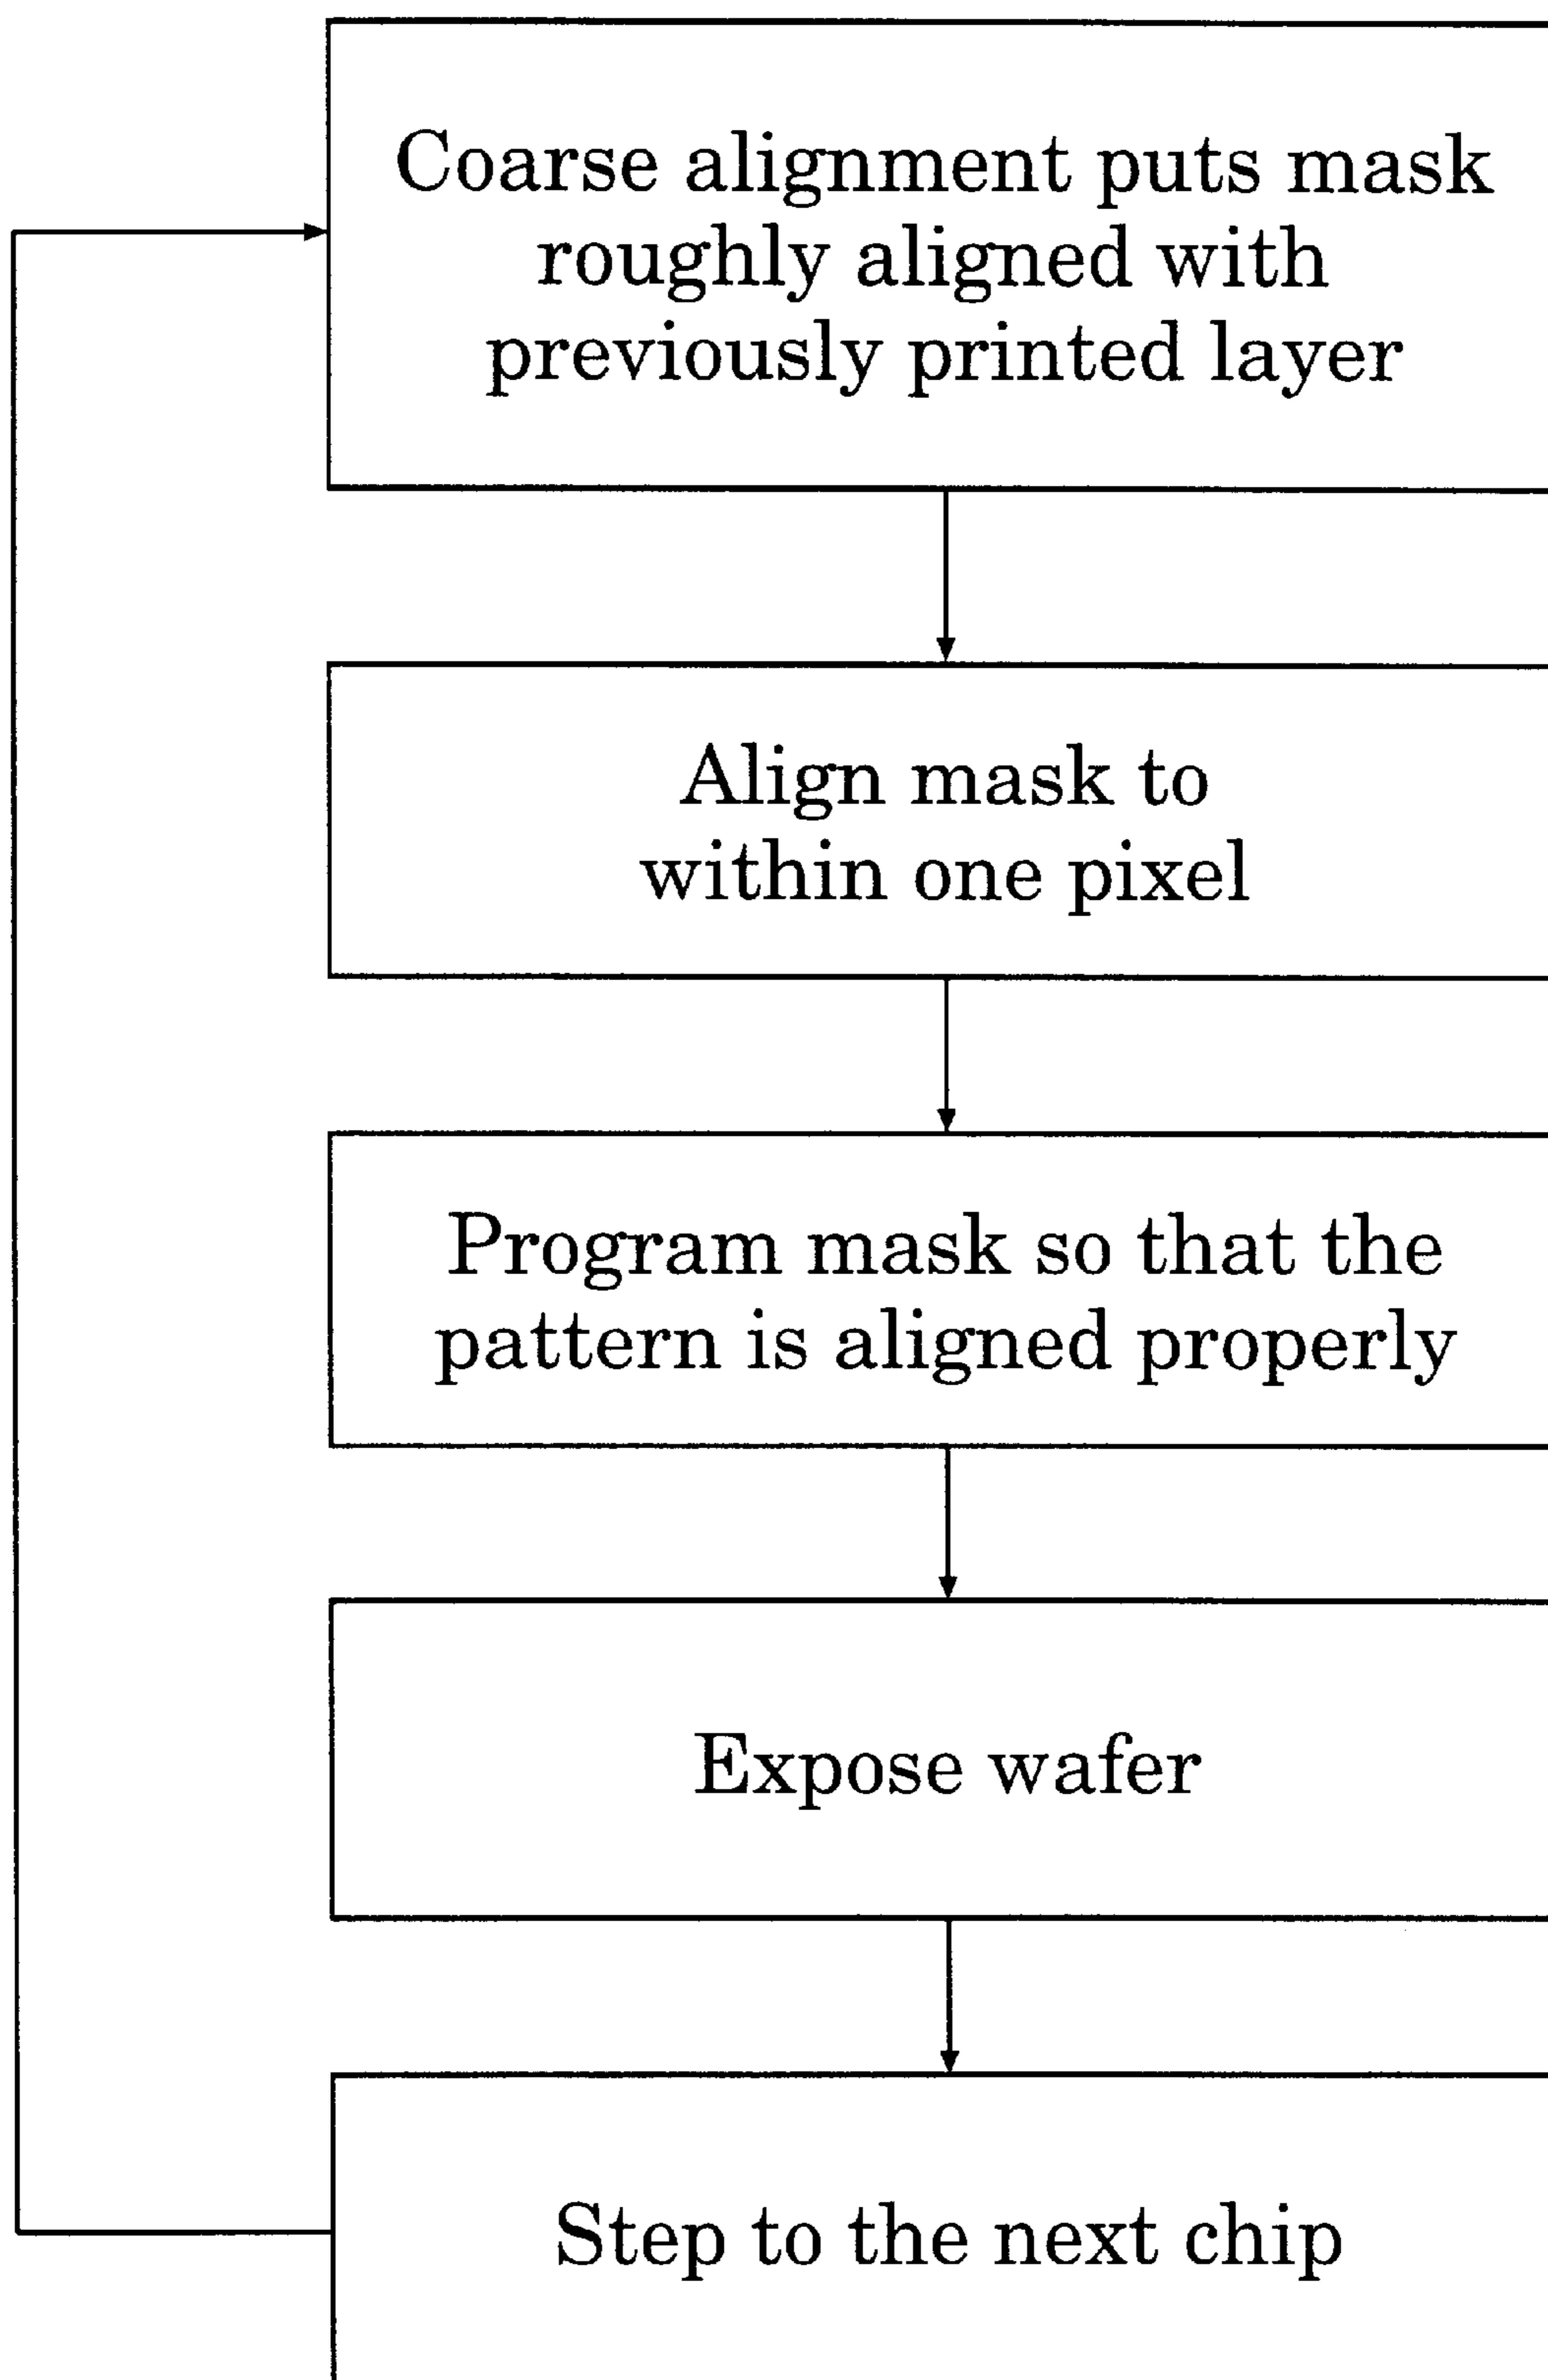 Coarse alignment puts mask
roughly aligned with
previously printed layer
Align mask to
within one pixel
Program mask so that the
pattern is aligned properly
Expose wafer
Step to the next chip